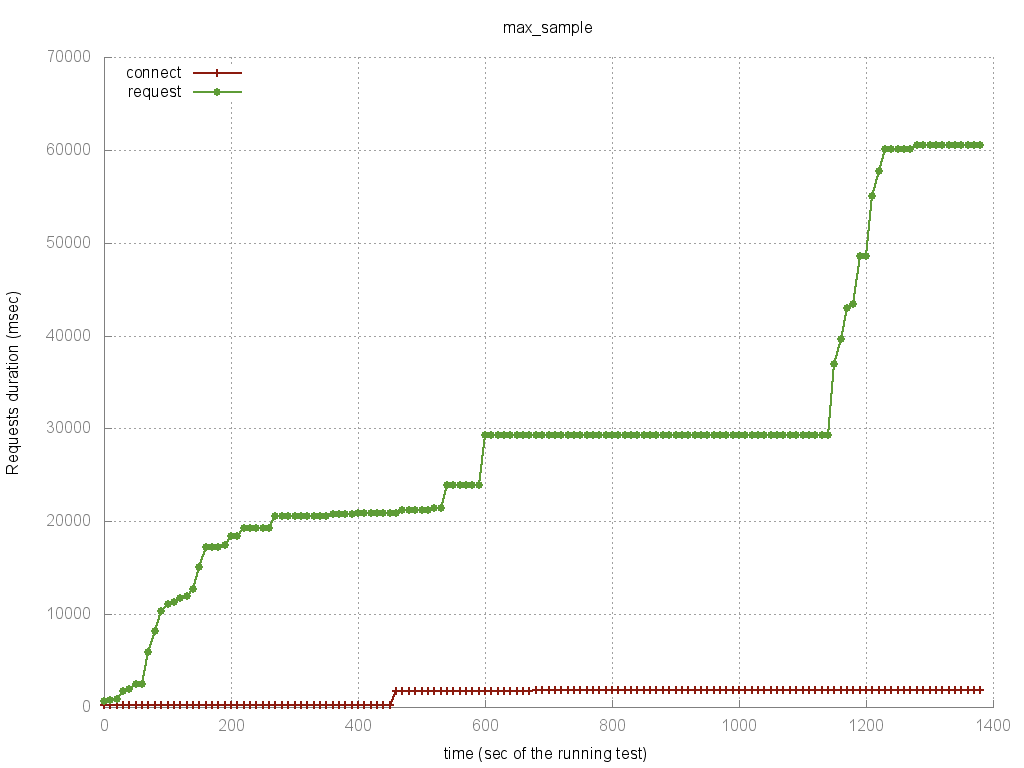 max_sample
70000
60000
50000
40000
30000
20000
10000
0
connect
request
Requests duration (msec)
0 200 400 600 800 1000 1200 1400
time (sec of the running test)